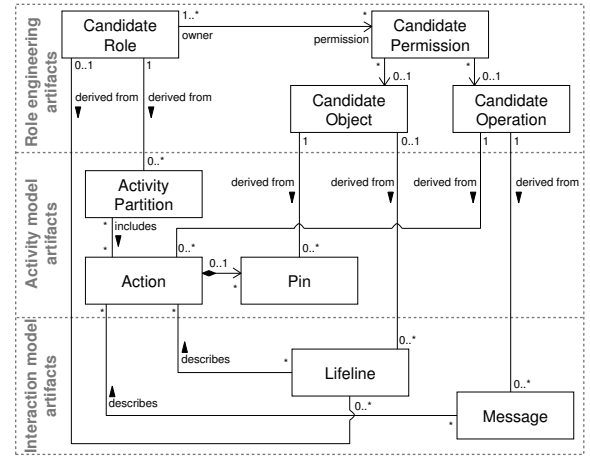 Role engineering
artifacts
Candidate
Role
1..*
owner
*
permission
Candidate
Permission
0..1
1
*
*
0..1
0..1
derived from
derived from
Candidate
Object
Candidate
Operation
1
0..1
1
1
0..*
Activity model
artifacts
Activity
Partition
derived from
derived from
derived from
derived from
*
includes
*
0..*
0..*
Action
0..1
*
Pin
*
*
Interaction model
artifacts
0..*
describes
*
Lifeline
0..*
0..*
describes
*
Message